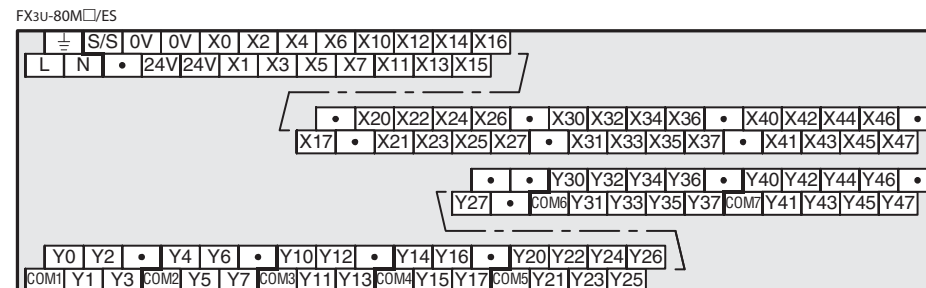 FX3U-80M□/ES
⏚ S/S 0V 0V X0 X2 X4 X6 X10 X12 X14 X16
L N • 24V 24V X1 X3 X5 X7 X11 X13 X15
• X20 X22 X24 X26 • X30 X32 X34 X36 • X40 X42 X44 X46 •
X17 • X21 X23 X25 X27 • X31 X33 X35 X37 • X41 X43 X45 X47
• • Y30 Y32 Y34 Y36 • Y40 Y42 Y44 Y46 •
Y27 • COM6 Y31 Y33 Y35 Y37 COM7 Y41 Y43 Y45 Y47
Y0 Y2 • Y4 Y6 • Y10 Y12 • Y14 Y16 • Y20 Y22 Y24 Y26
COM1 Y1 Y3 COM2 Y5 Y7 COM3 Y11 Y13 COM4 Y15 Y17 COM5 Y21 Y23 Y25